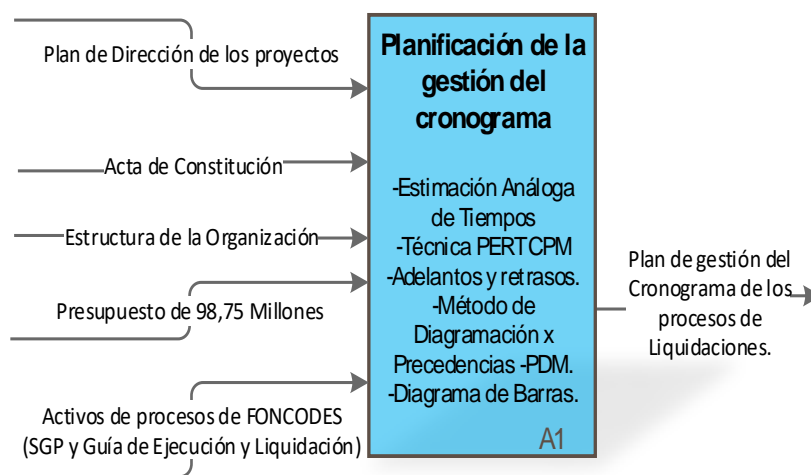 Plan de Dirección de los proyectos
Acta de Constitución
Estructura de la Organización
Presupuesto de 98,75 Millones
Activos de procesos de FONCODES
(SGP y Guía de Ejecución y Liquidación)
Planificación de la
gestión del
cronograma
-Estimación Análoga
de Tiempos
-Técnica PERTCPM
-Adelantos y retrasos.
-Método de
Diagramación x
Precedencias -PDM.
-Diagrama de Barras.
A1
Plan de gestión del
Cronograma de los
procesos de
Liquidaciones.